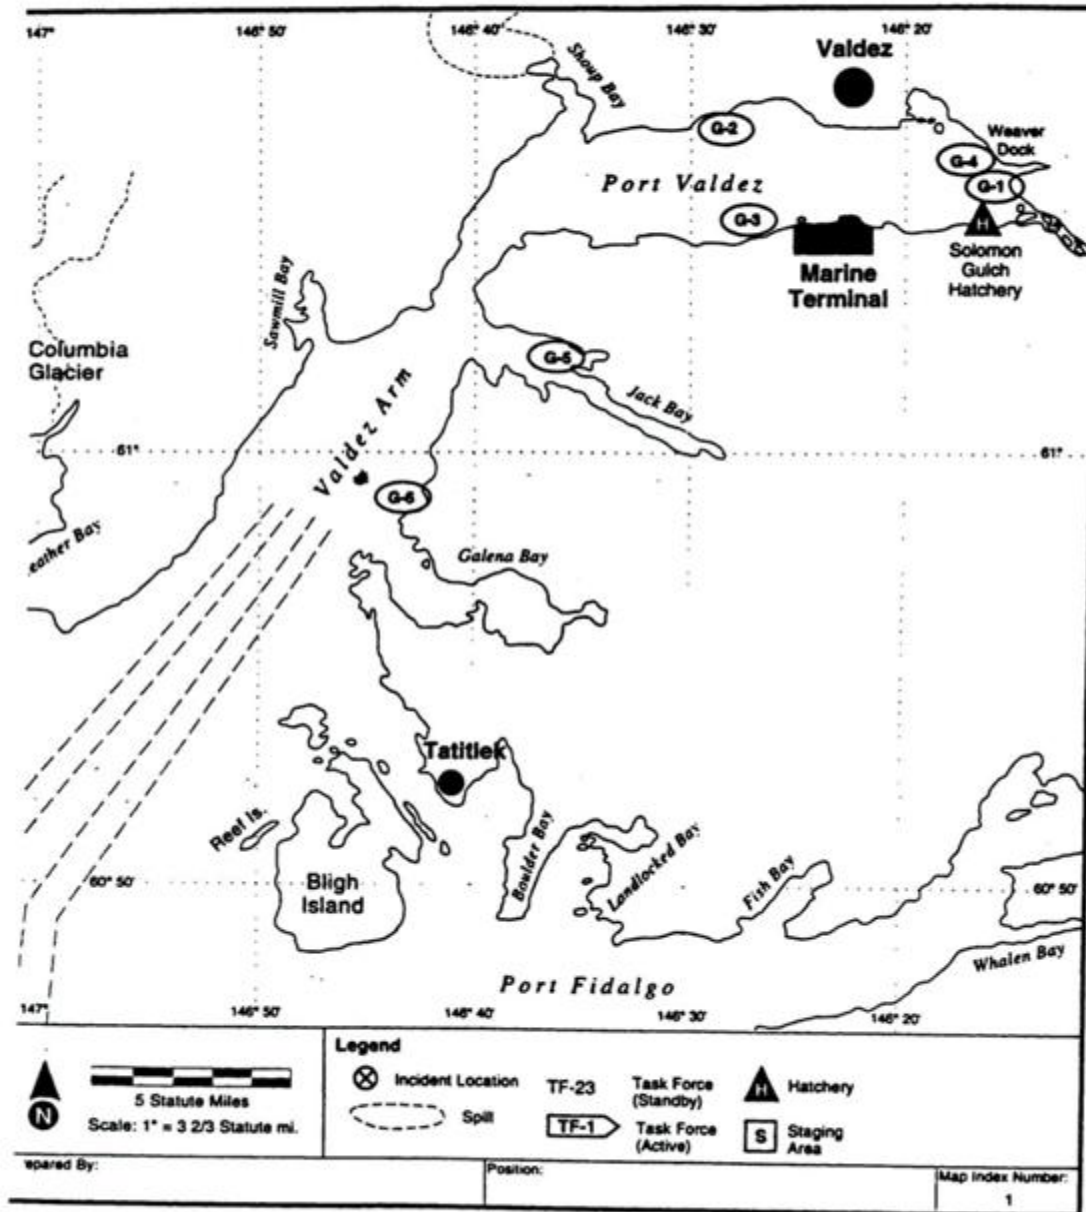 147°
146° 50'
146° 40'
146° 30'
146° 20'
Valdez
Shoup Bay
G-2
Weaver
Dock
G-4
Port Valdez
G-1
G-3
H
Solomon
Gulch
Hatchery
Marine
Terminal
Sawmill Bay
Columbia
Glacier
G-5
Jack Bay
Valdez Arm
61°
61°
G-6
eather Bay
Galena Bay
Tatitlek
Reef Is.
Boulder Bay
Landlocked Bay
Fish Bay
60° 50'
Bligh
Island
60° 50'
Whalen Bay
Port Fidalgo
147°
146° 50'
146° 40'
146° 30'
146° 20'
N
5 Statute Miles
Scale: 1" = 3 2/3 Statute mi.
Legend
Incident Location
Spill
TF-23
Task Force
(Standby)
TF-1
Task Force
(Active)
H
Hatchery
S
Staging
Area
epared By:
Position:
Map Index Number:
1